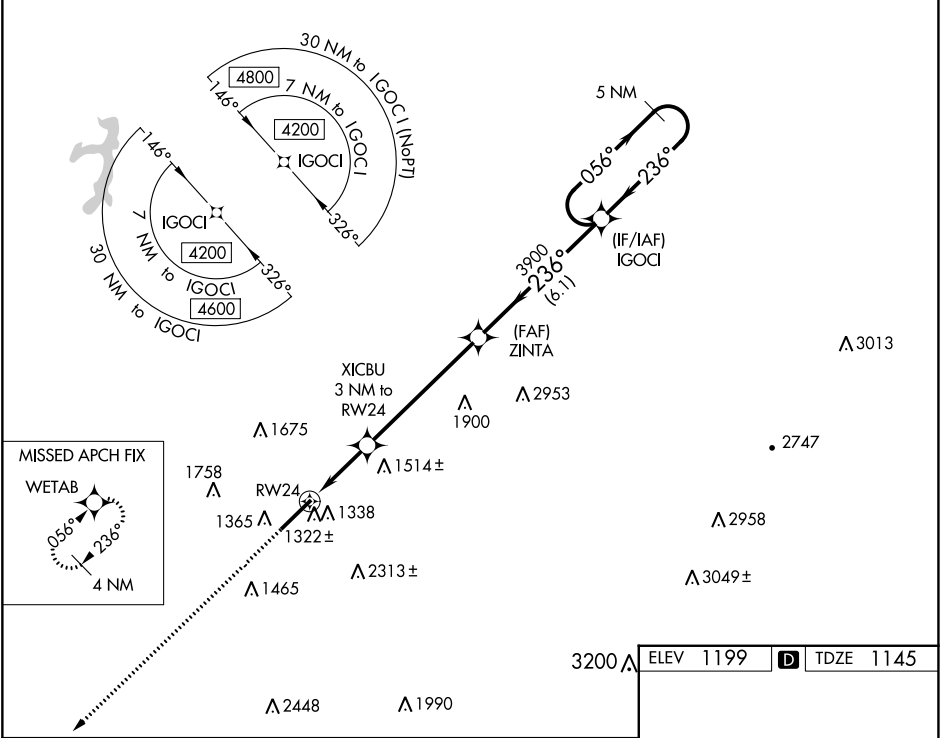 30 NM to IGOCI (NoPT)
4800
7 NM to IGOCI
146°
4200
IGOCI
326°
146°
IGOCI
4200
7 NM to IGOCI
326°
4600
30 NM to IGOCI
5 NM
056°
236°
(IF/IAF)
IGOCI
3900
236°
(6.1)
(FAF)
ZINTA
3013
XICBU
3 NM to
RW24
2953
1900
1675
2747
1514 ±
MISSED APCH FIX
WETAB
056°
236°
4 NM
1758
RW24
1365
1338
1322 ±
2958
2313 ±
3049 ±
1465
3200
ELEV 1199
D
TDZE 1145
2448
1990